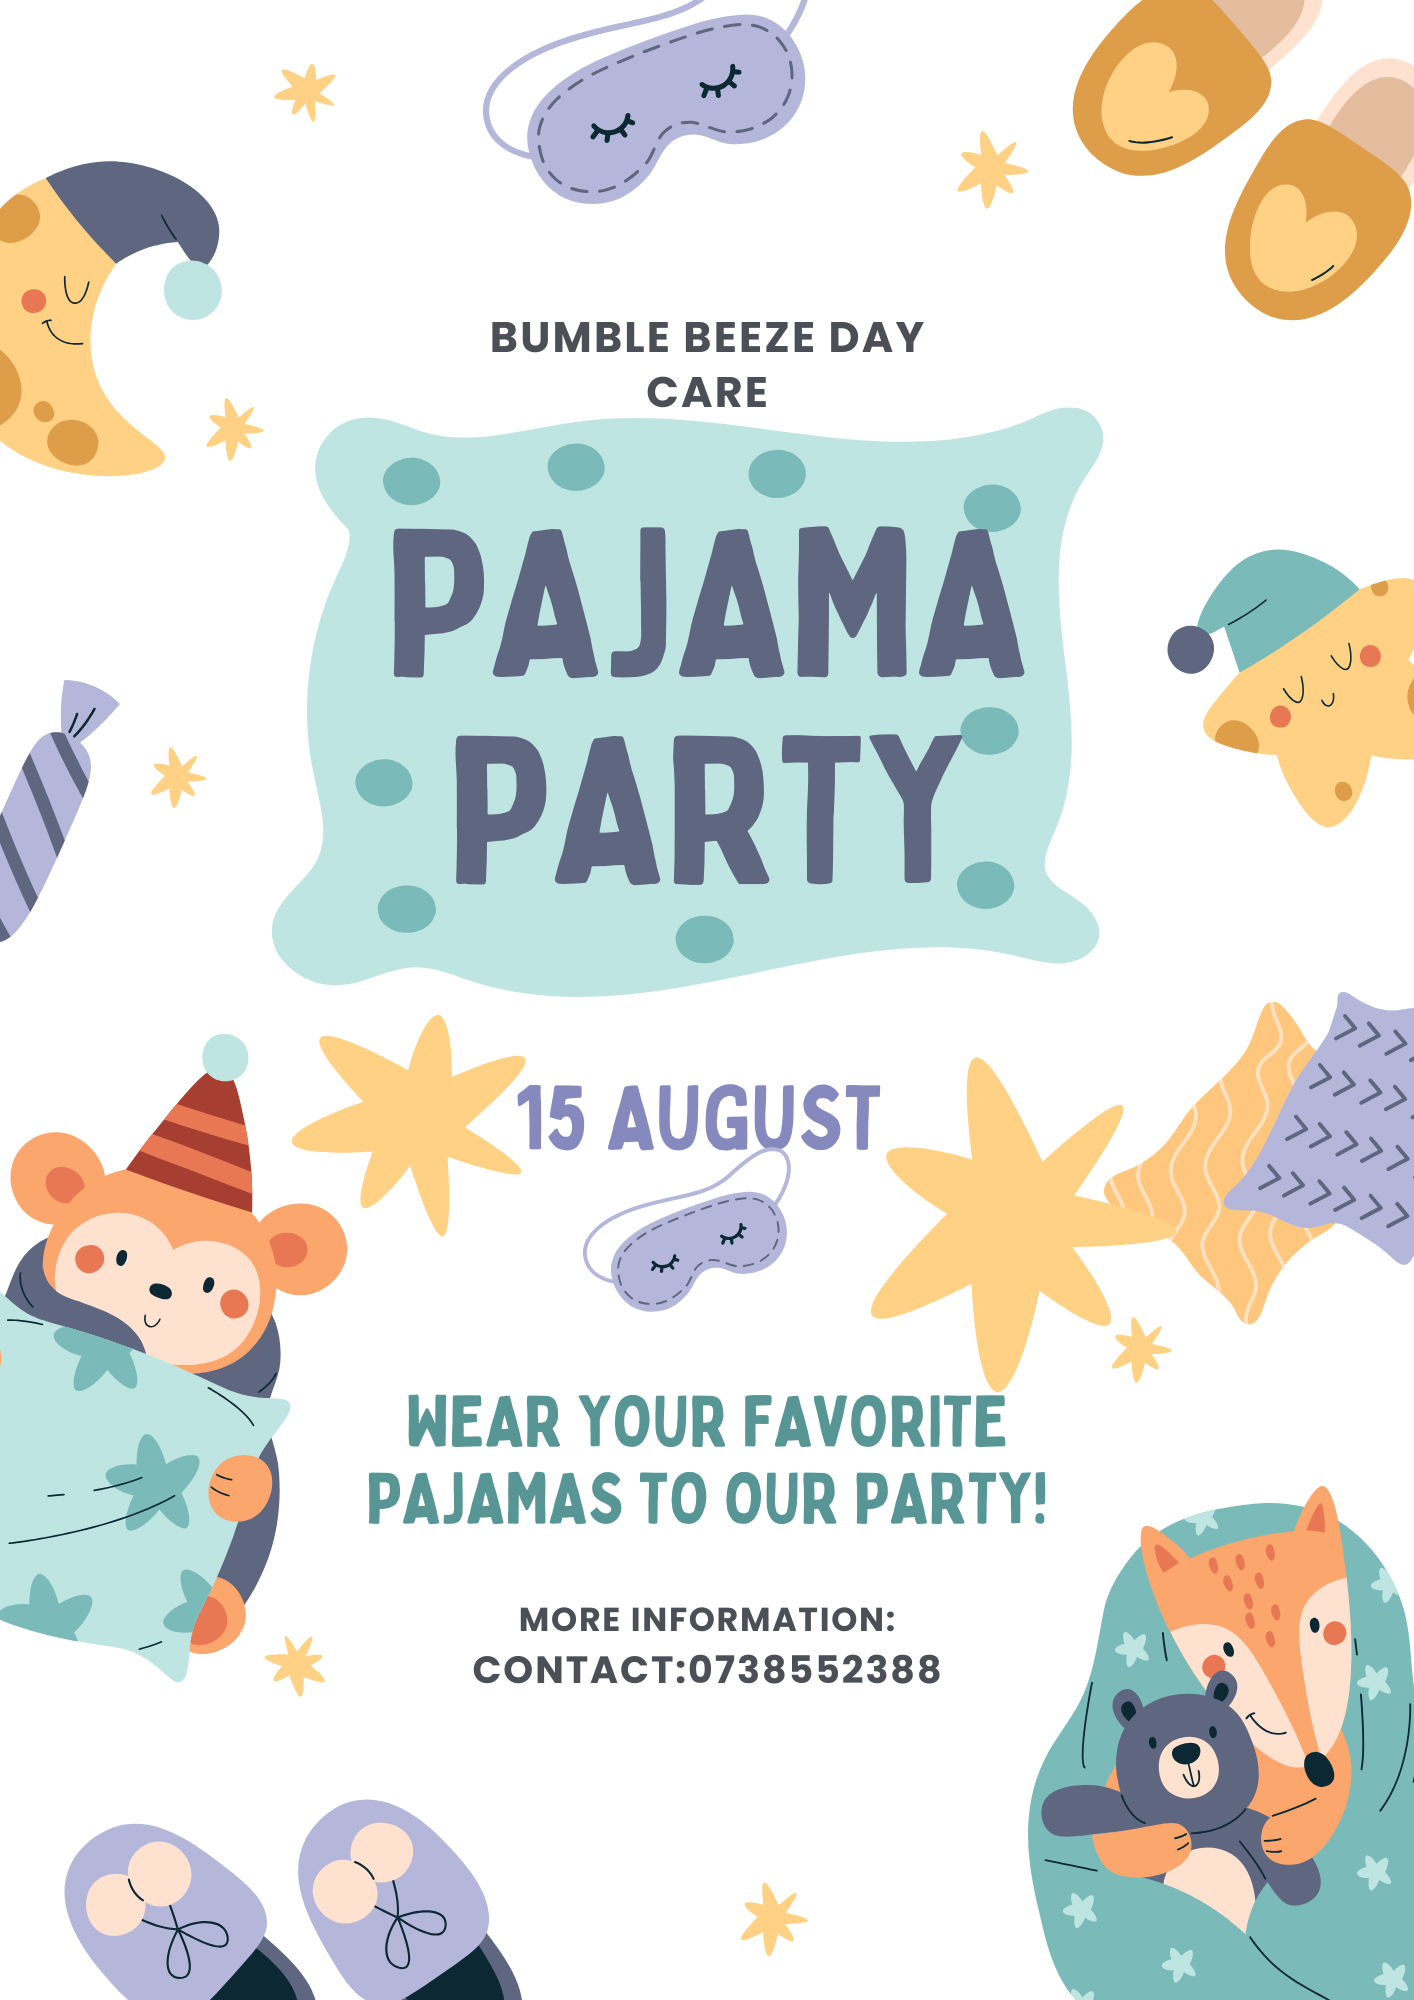 BUMBLE BEEZE DAY
CARE
PAJAMA
PARTY
15 AUGUST
WEAR YOUR FAVORITE
PAJAMAS TO OUR PARTY!
MORE INFORMATION:
CONTACT:0738552388